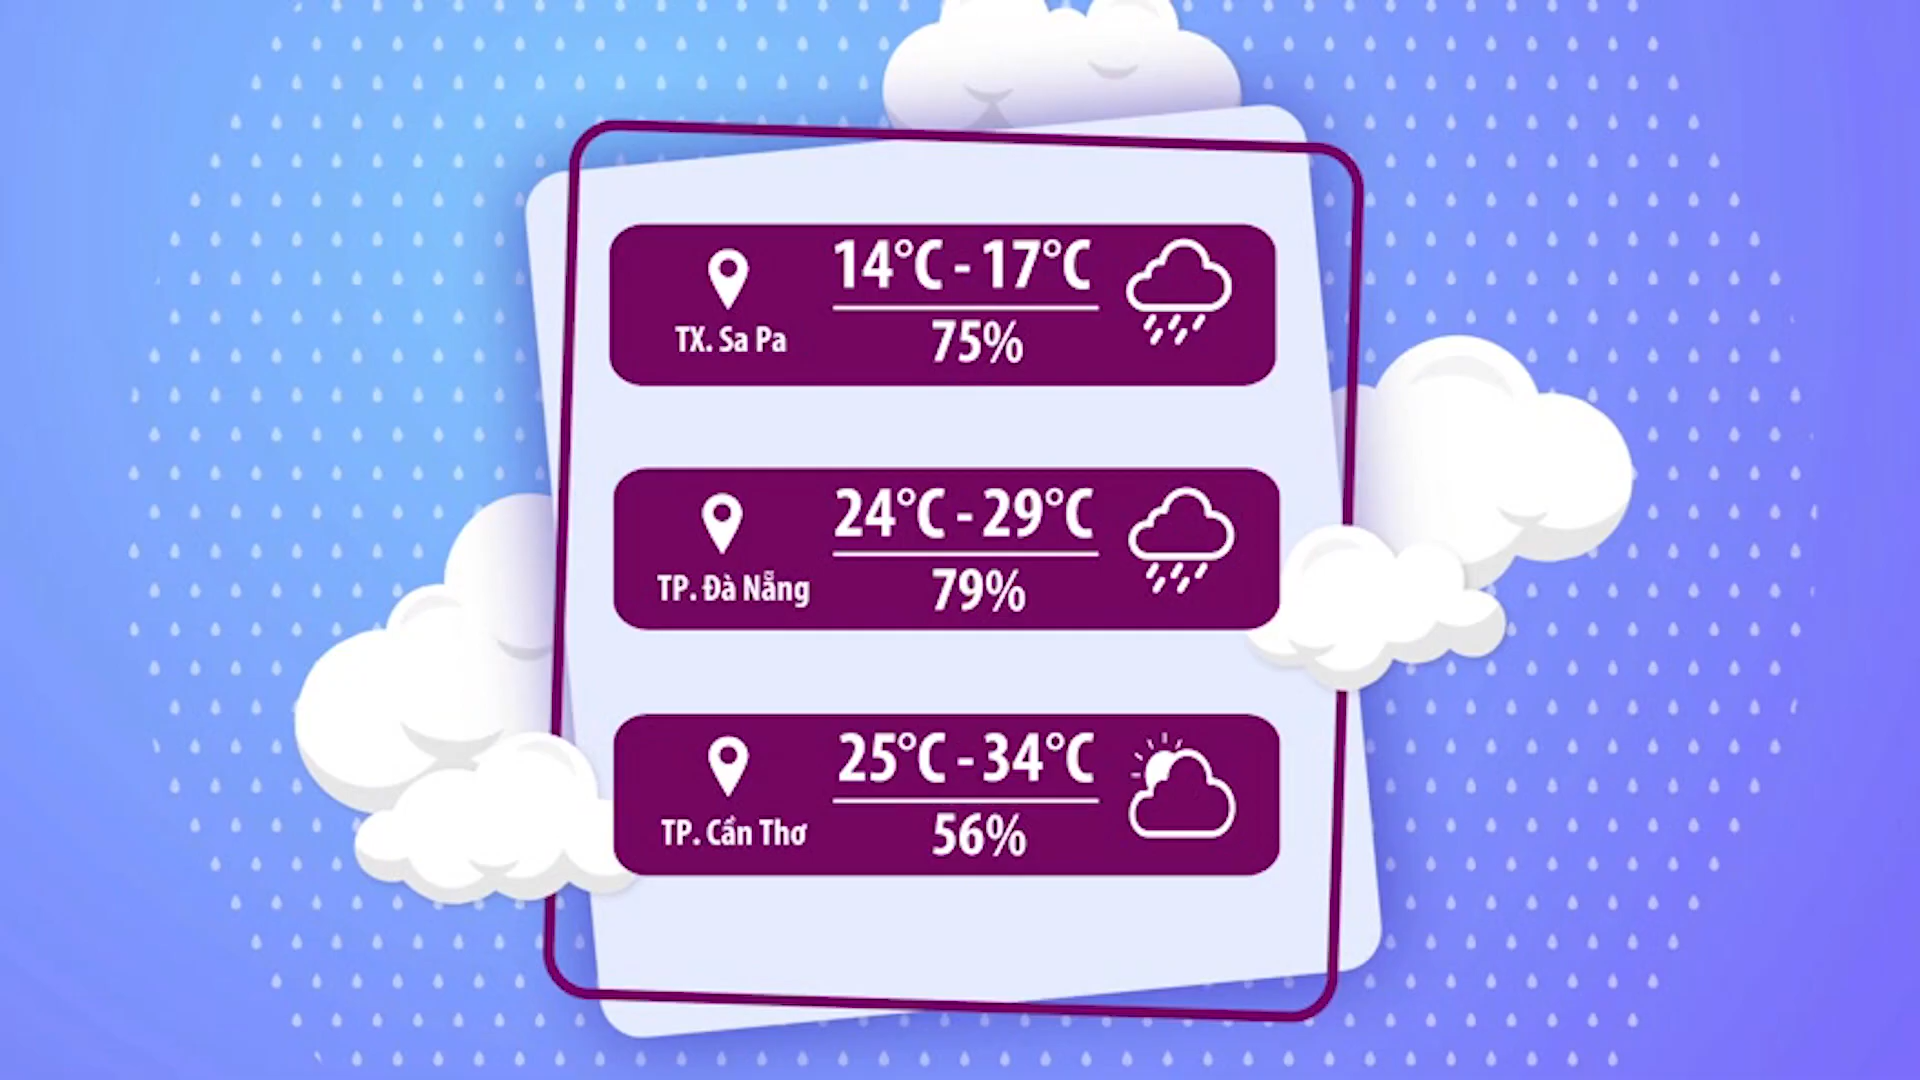 14°C - 17°C
TX. Sa Pa
75%
24°C - 29°C
TP. Đà Nẵng
79%
25°C - 34°C
TP. Cần Thơ
56%